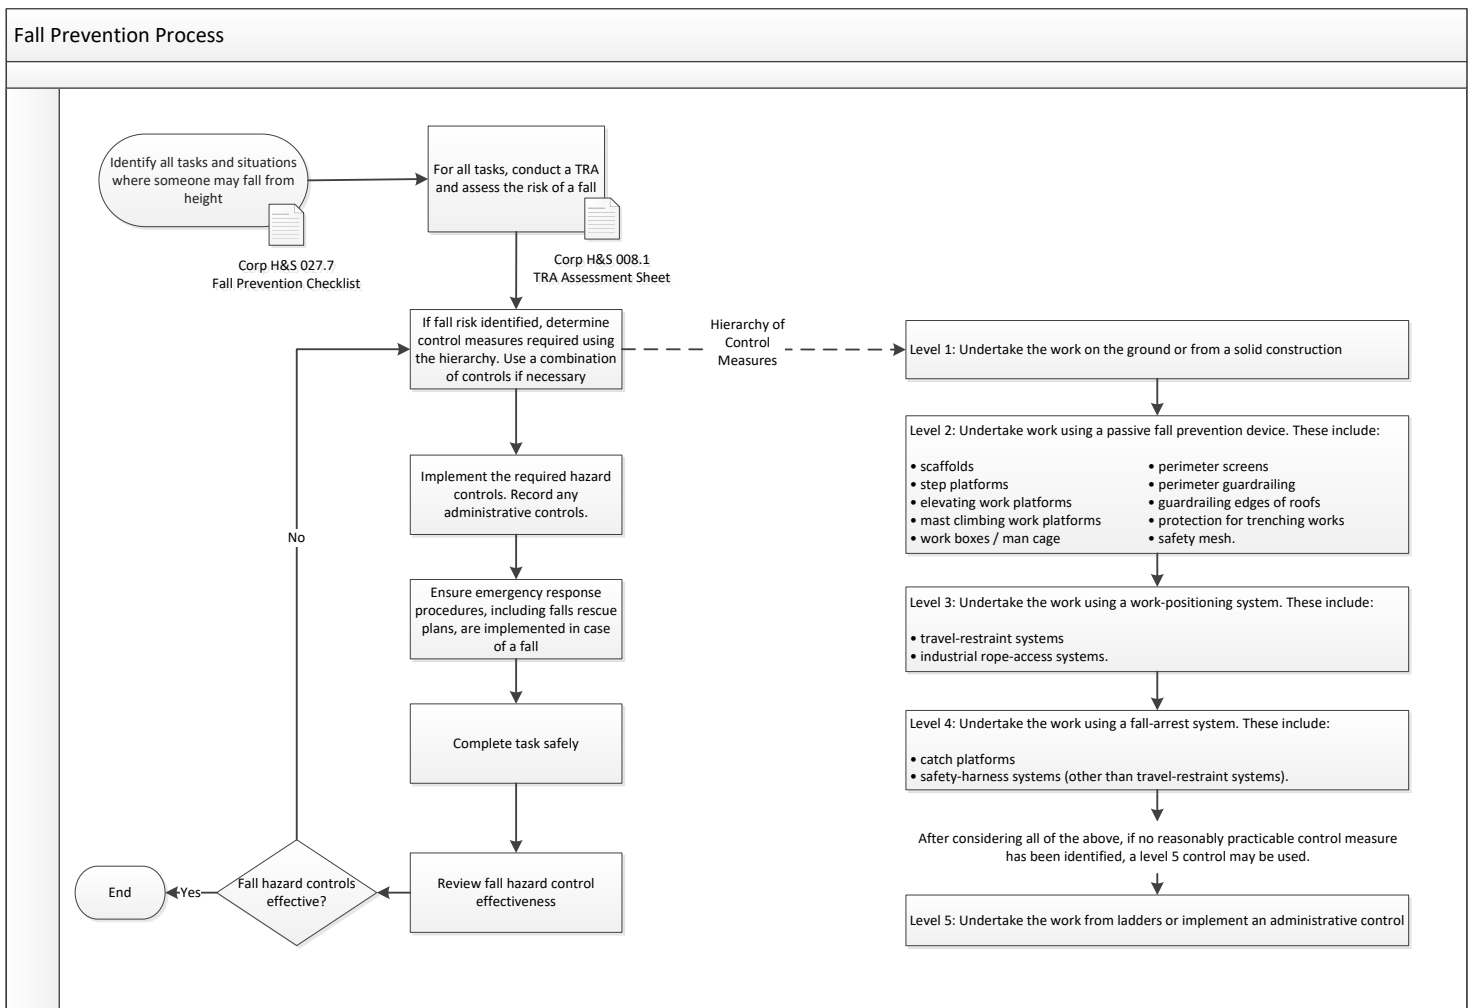 Fall Prevention Process
Identify all tasks and situations
where someone may fall from
height
Corp H&S 027.7
Fall Prevention Checklist
For all tasks, conduct a TRA
and assess the risk of a fall
Corp H&S 008.1
TRA Assessment Sheet
If fall risk identified, determine
control measures required using
the hierarchy. Use a combination
of controls if necessary
Implement the required hazard
controls. Record any
administrative controls.
Ensure emergency response
procedures, including falls rescue
plans, are implemented in case
of a fall
Complete task safely
Review fall hazard control
effectiveness
Fall hazard controls
effective?
Yes
End
No
Hierarchy of
Control
Measures
Level 1: Undertake the work on the ground or from a solid construction
Level 2: Undertake work using a passive fall prevention device. These include:
• scaffolds
• step platforms
• elevating work platforms
• mast climbing work platforms
• work boxes / man cage
• perimeter screens
• perimeter guardrailing
• guardrailing edges of roofs
• protection for trenching works
• safety mesh.
Level 3: Undertake the work using a work-positioning system. These include:
• travel-restraint systems
• industrial rope-access systems.
Level 4: Undertake the work using a fall-arrest system. These include:
• catch platforms
• safety-harness systems (other than travel-restraint systems).
After considering all of the above, if no reasonably practicable control measure
has been identified, a level 5 control may be used.
Level 5: Undertake the work from ladders or implement an administrative control